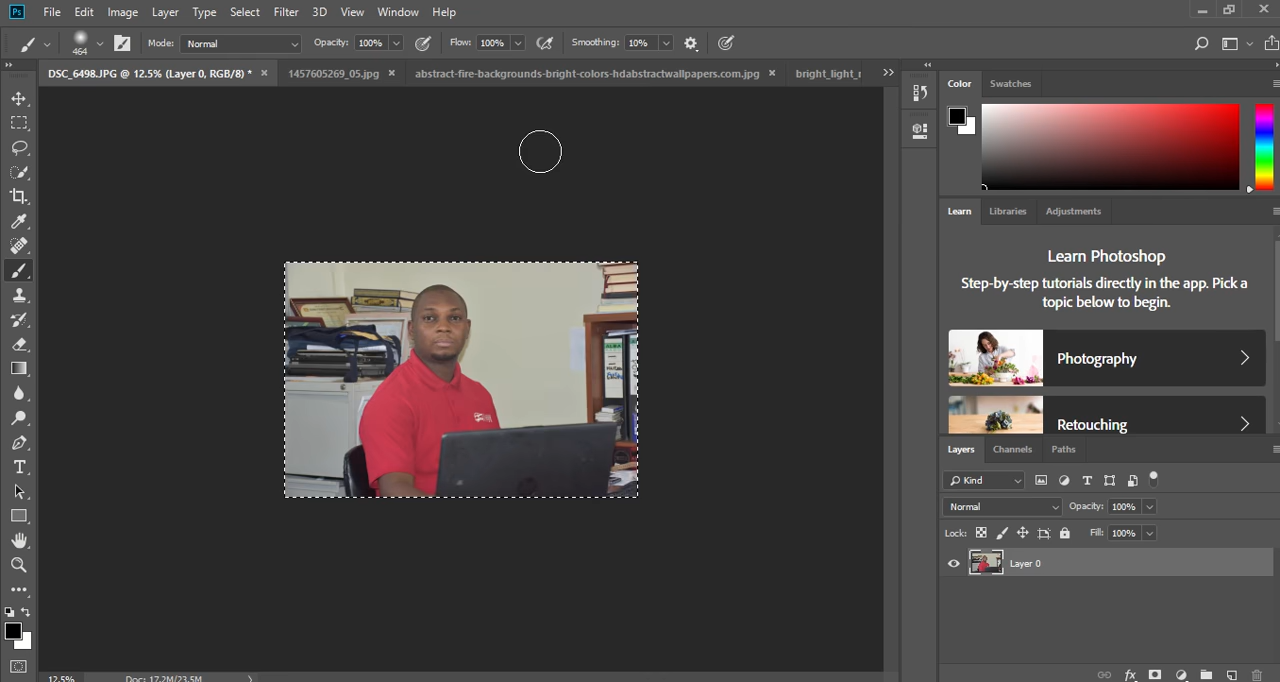 Ps File Edit Image Layer Type Select Filter 3D View Window Help
464 Mode: Normal Opacity: 100% Flow: 100% Smoothing: 10%
DSC_6498.JPG @ 12.5% (Layer 0, RGB/8) * 1457605269_05.jpg abstract-fire-backgrounds-bright-colors-hdabstractwallpapers.com.jpg bright_light_r
Color Swatches
Learn Libraries Adjustments
Learn Photoshop
Step-by-step tutorials directly in the app. Pick a
topic below to begin.
Photography
Retouching
Layers Channels Paths
Kind
Normal Opacity: 100%
Lock: Fill: 100%
Layer 0
fx
12.5% Doc: 17.2M/23.5M